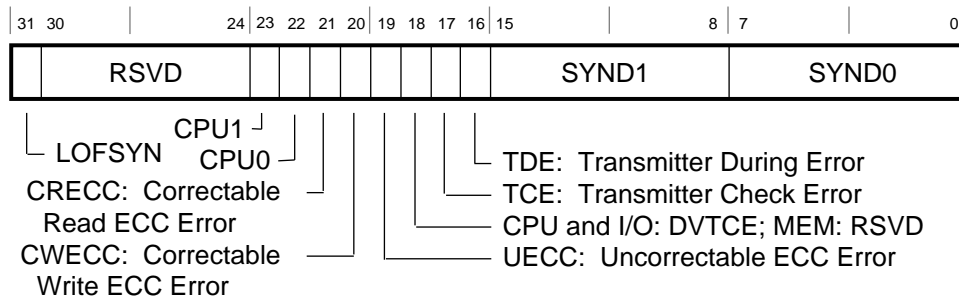 31 30 24 23 22 21 20 19 18 17 16 15 8 7 0
RSVD SYND1 SYND0
CPU1
LOFSYN CPU0 TDE: Transmitter During Error
CRECC: Correctable TCE: Transmitter Check Error
Read ECC Error CPU and I/O: DVTCE; MEM: RSVD
CWECC: Correctable UECC: Uncorrectable ECC Error
Write ECC Error